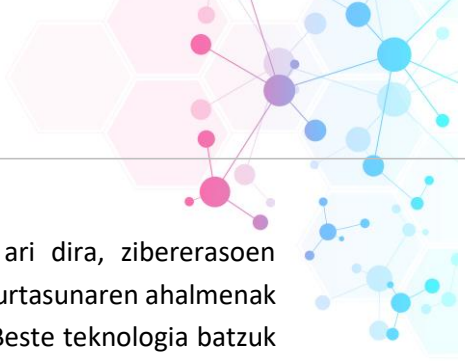 ari dira, zibererasoen
urtasunaren ahalmenak
Beste teknologia batzuk